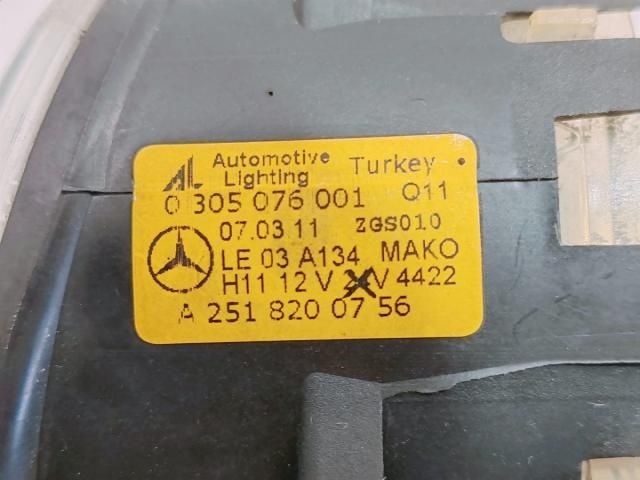 AL Automotive Lighting Turkey
0 305 076 001 Q11
07.03.11 ZGS010
LE 03 A134 MAKO
H11 12 V V 4422
A 251 820 07 56